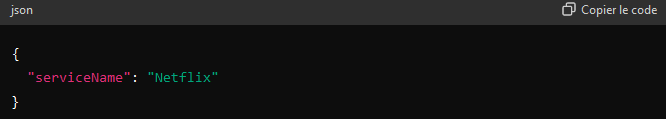 json Copier le code
{
"serviceName": "Netflix"
}